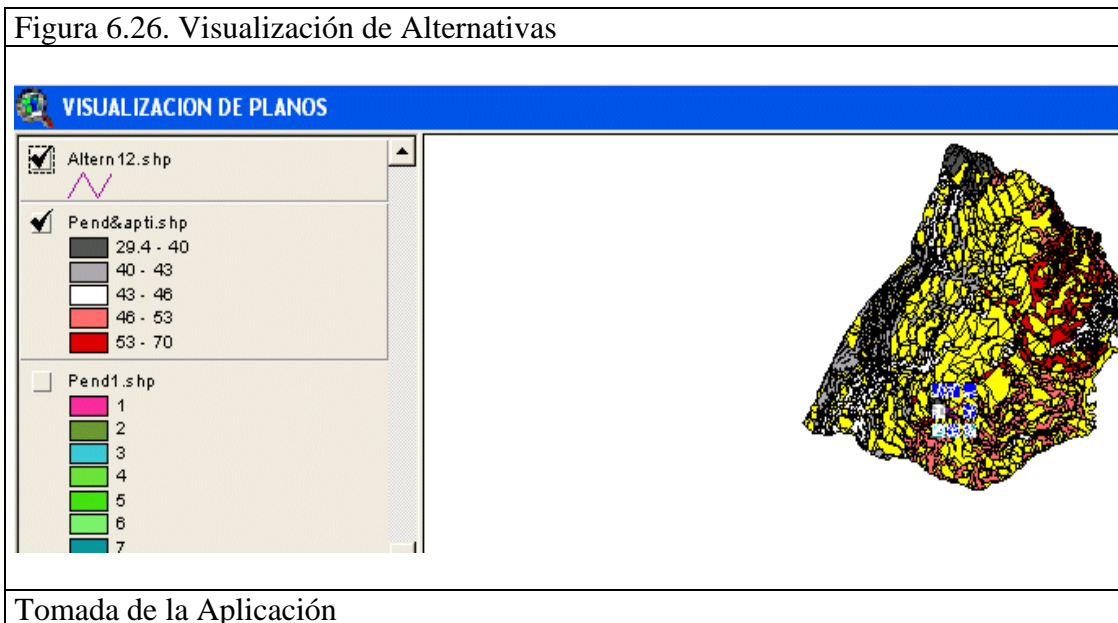 Figura 6.26. Visualización de Alternativas
VISUALIZACION DE PLANOS
Altern12.shp
Pend&apti.shp
29.4 - 40
40 - 43
43 - 46
46 - 53
53 - 70
Pend1.shp
1
2
3
4
5
6
7
Tomada de la Aplicación